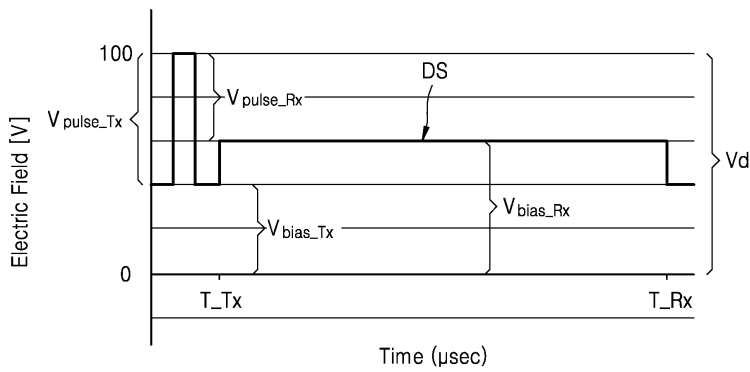 100
DS
V pulse_Rx
V pulse_Tx
Vd
Electric Field [V]
V bias_Rx
V bias_Tx
0
T_Tx
T_Rx
Time (μsec)